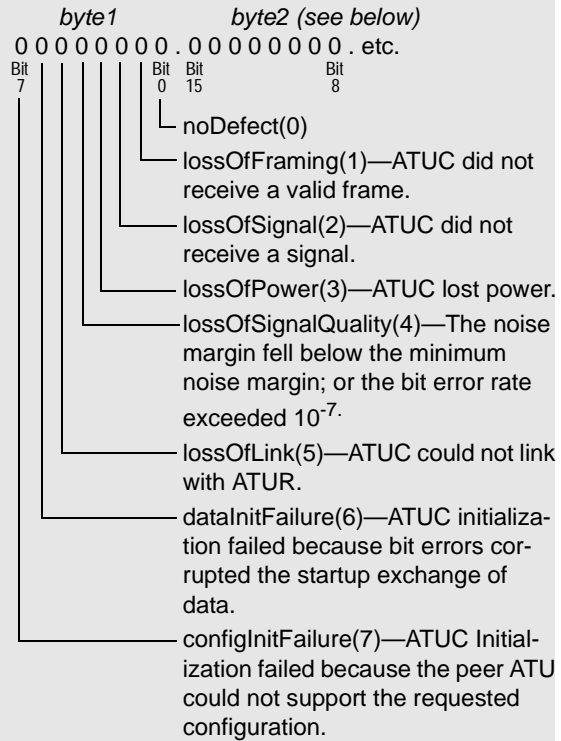 byte1 byte2 (see below)
0 0 0 0 0 0 0 0 . 0 0 0 0 0 0 0 0 . etc.
Bit Bit Bit Bit
7 0 15 8
noDefect(0)
lossOfFraming(1)—ATUC did not
receive a valid frame.
lossOfSignal(2)—ATUC did not
receive a signal.
lossOfPower(3)—ATUC lost power.
lossOfSignalQuality(4)—The noise
margin fell below the minimum
noise margin; or the bit error rate
exceeded 10-7.
lossOfLink(5)—ATUC could not link
with ATUR.
dataInitFailure(6)—ATUC initializa-
tion failed because bit errors cor-
rupted the startup exchange of
data.
configInitFailure(7)—ATUC Initial-
ization failed because the peer ATU
could not support the requested
configuration.